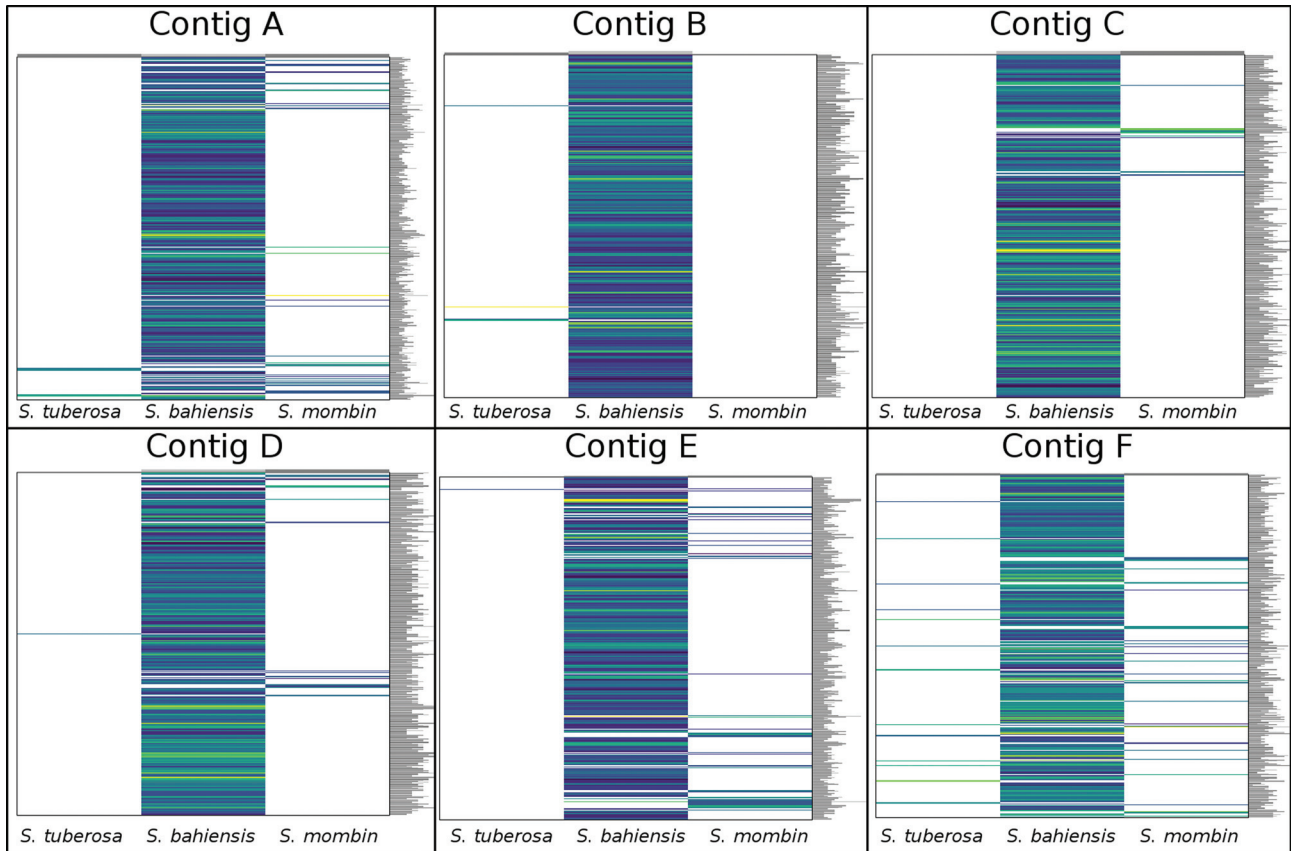 Contig A
Contig B
Contig C
S. tuberosa S. bahiensis S. mombin
S. tuberosa S. bahiensis S. mombin
S. tuberosa S. bahiensis S. mombin
Contig D
Contig E
Contig F
S. tuberosa S. bahiensis S. mombin
S. tuberosa S. bahiensis S. mombin
S. tuberosa S. bahiensis S. mombin